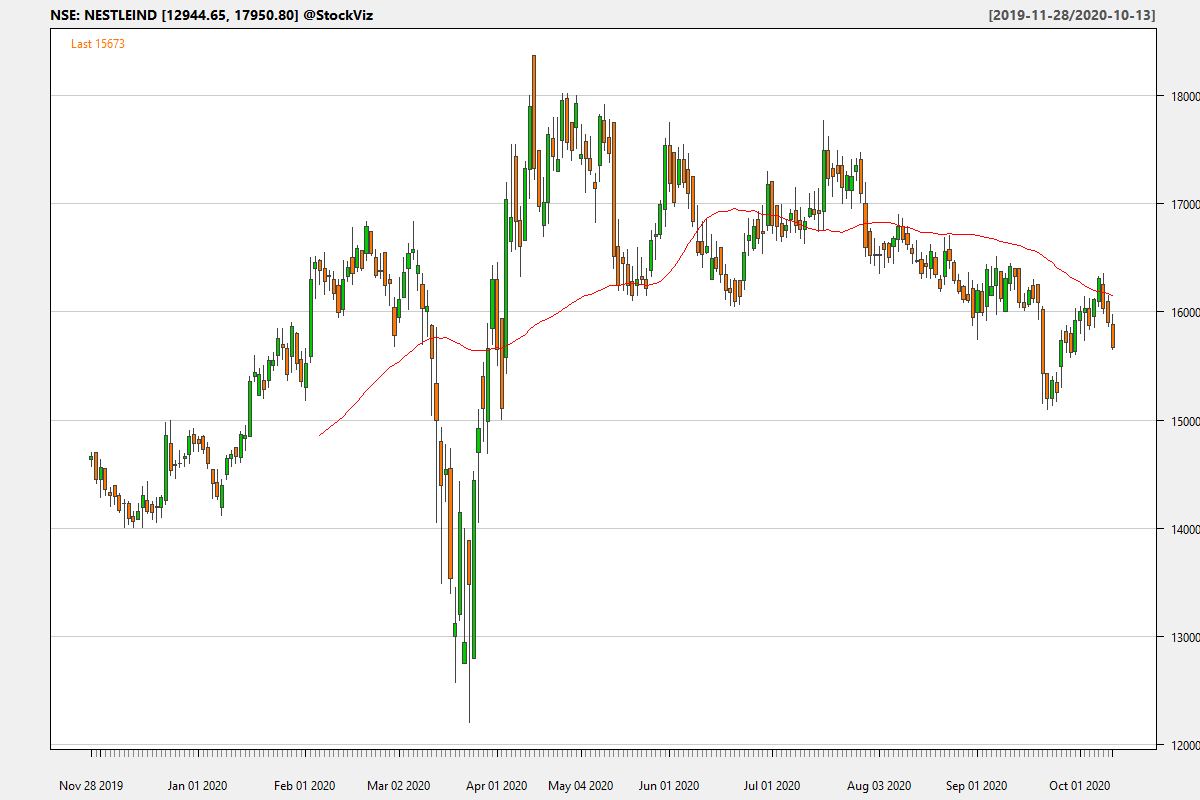 NSE: NESTLEIND [12944.65, 17950.80] @StockViz [2019-11-28/2020-10-13]
Last 15673
18000
17000
16000
15000
14000
13000
12000
Nov 28 2019 Jan 01 2020 Feb 01 2020 Mar 02 2020 Apr 01 2020 May 04 2020 Jun 01 2020 Jul 01 2020 Aug 03 2020 Sep 01 2020 Oct 01 2020